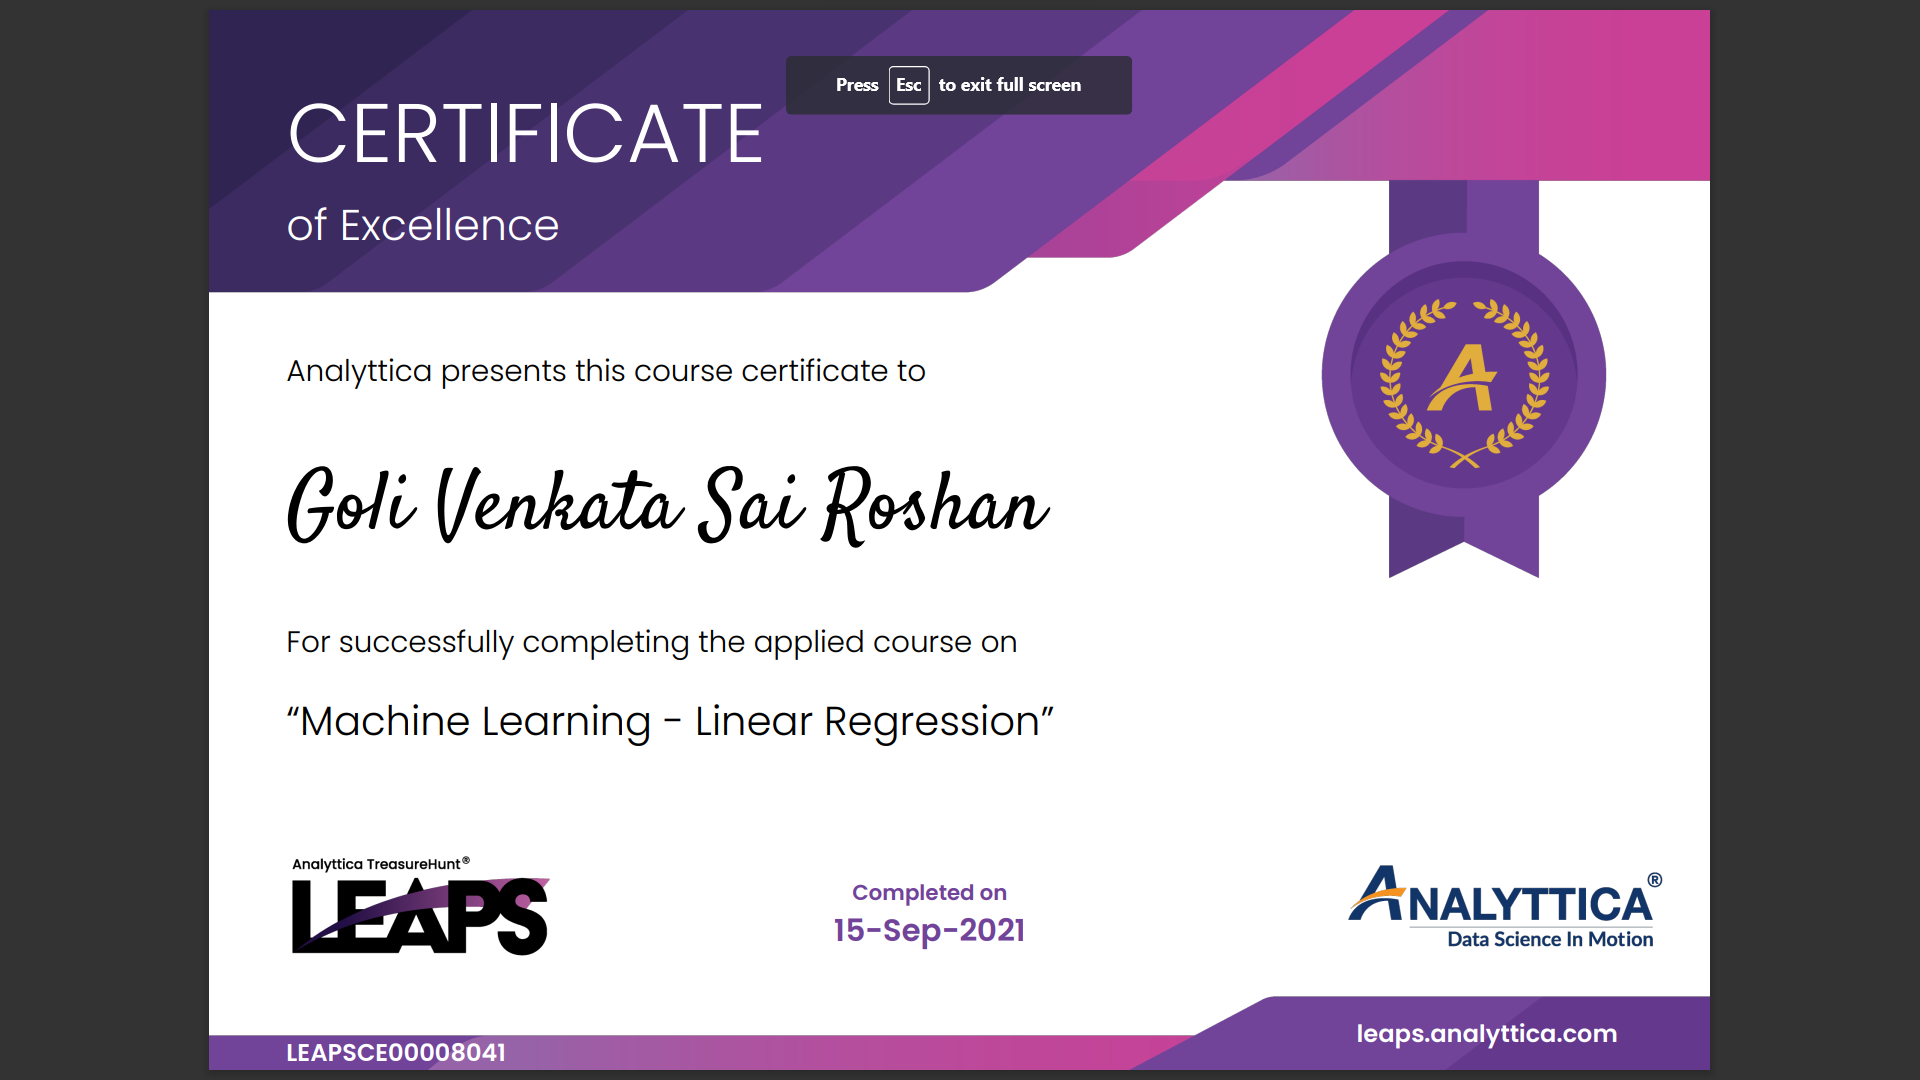 Press Esc to exit full screen
CERTIFICATE
of Excellence
Analyttica presents this course certificate to
Goli Venkata Sai Roshan
For successfully completing the applied course on
“Machine Learning - Linear Regression”
Analyttica TreasureHunt®
LEAPS
Completed on
15-Sep-2021
ANALYTTICA®
Data Science In Motion
LEAPSCE00008041
leaps.analyttica.com